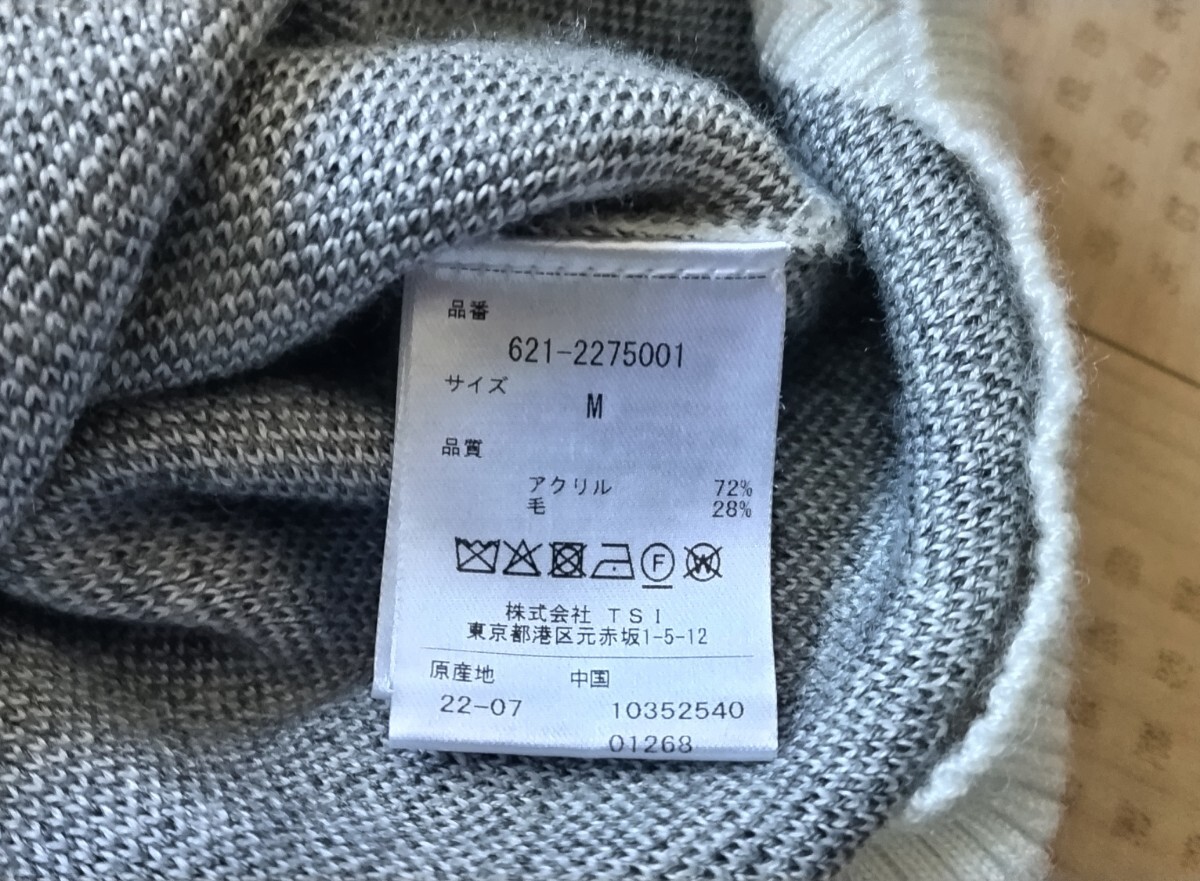 品番
621-2275001
サイズ
M
品質
アクリル 72%
毛 28%
F W
株式会社 TSI
東京都港区元赤坂1-5-12
原産地 中国
22-07 10352540
01268